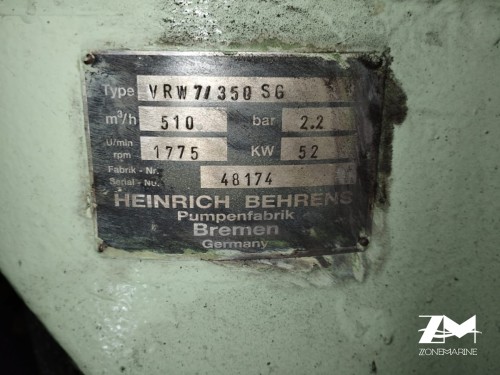 Type VRW 7/350 SG
m³/h 510 bar 2.2
U/min
rpm 1775 KW 52
Fabrik - Nr.
Serial - No. 48174
HEINRICH BEHRENS
Pumpenfabrik
Bremen
Germany
ZM
ZONEMARINE